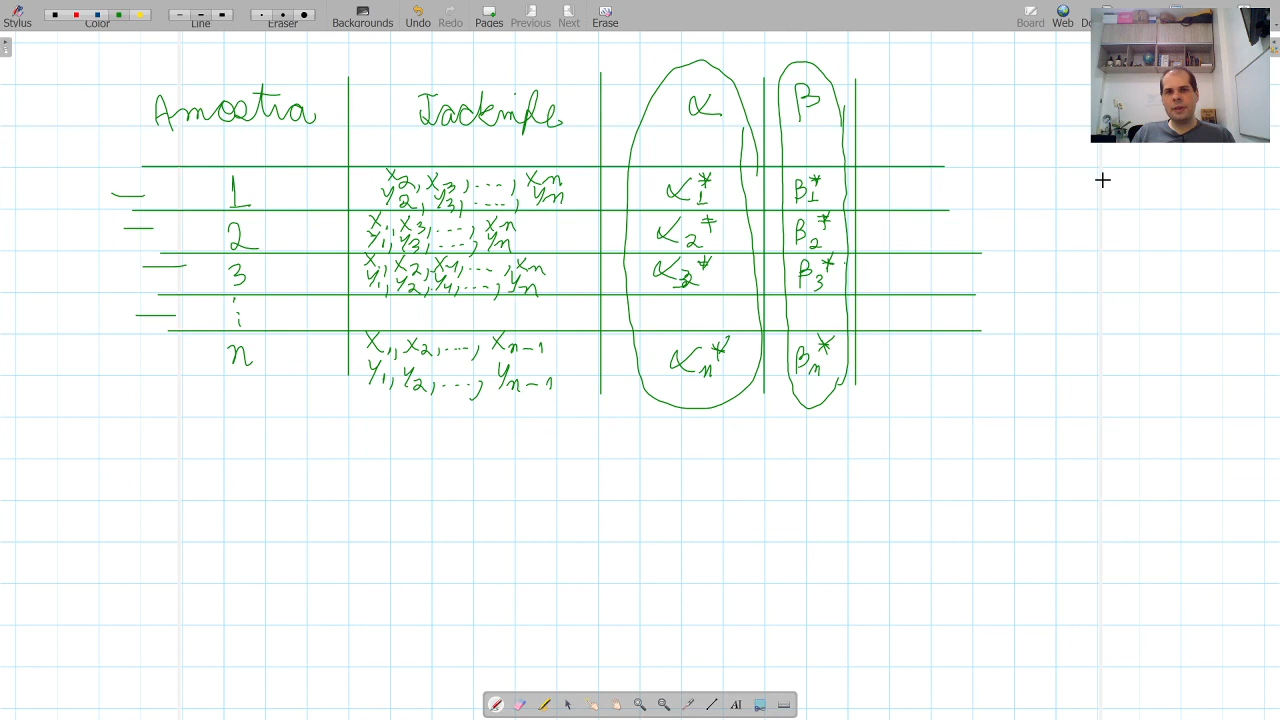 Stylus Color Line Eraser Backgrounds Undo Redo Pages Previous Next Erase Board Web
Amostra Jacknife α β
1 x2, x3, ..., xn α1* β1*
y2, y3, ..., yn
2 x1, x3, ..., xn α2* β2*
y1, y3, ..., yn
3 x1, x2, x4, ..., xn α3* β3*
y1, y2, y4, ..., yn
⋮
n x1, x2, ..., xn-1 αn* βn*
y1, y2, ..., yn-1
AI